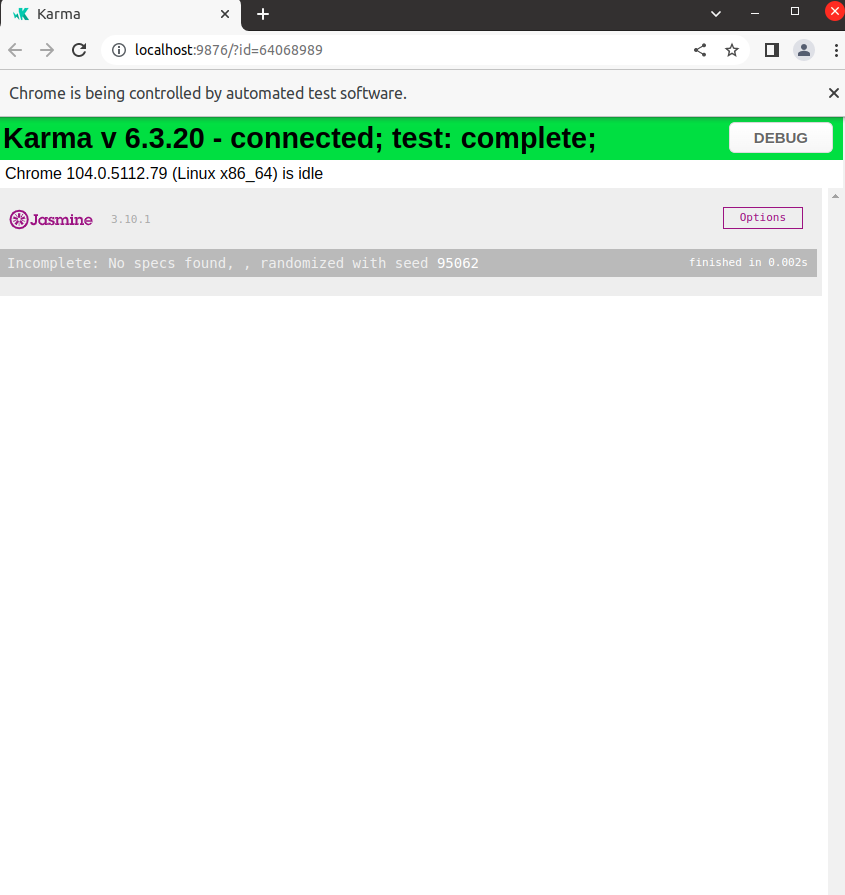 Karma
localhost:9876/?id=64068989
Chrome is being controlled by automated test software.
Karma v 6.3.20 - connected; test: complete;
DEBUG
Chrome 104.0.5112.79 (Linux x86_64) is idle
Jasmine 3.10.1
Options
Incomplete: No specs found, , randomized with seed 95062
finished in 0.002s